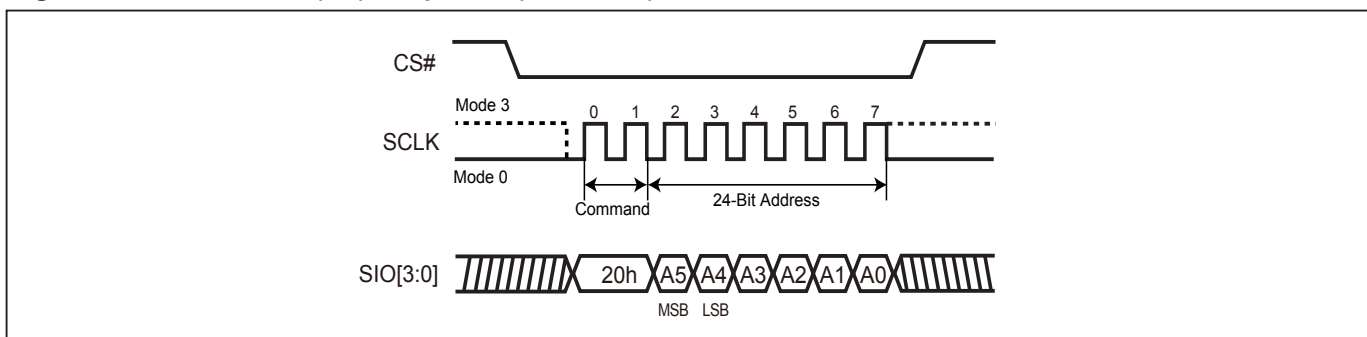 CS#
Mode 3
0 1 2 3 4 5 6 7
SCLK
Mode 0
Command
24-Bit Address
SIO[3:0]
20h A5 A4 A3 A2 A1 A0
MSB LSB